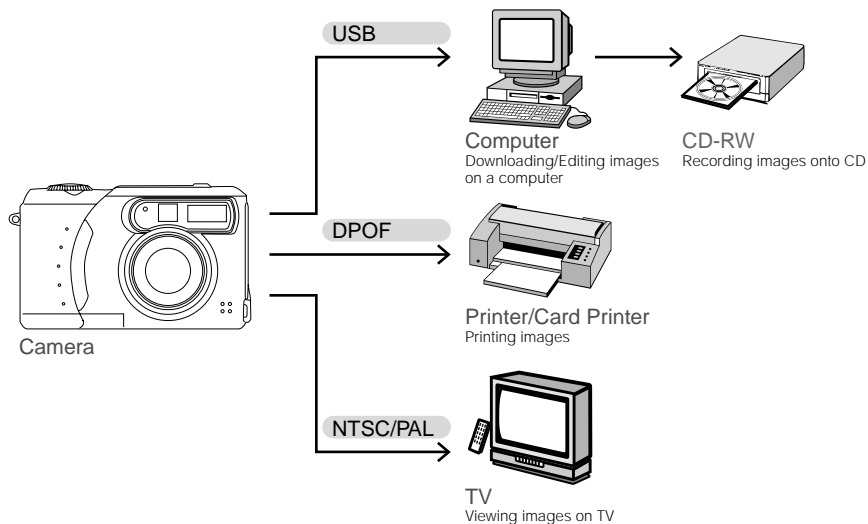 USB
Computer
Downloading/Editing images
on a computer
CD-RW
Recording images onto CD
DPOF
Printer/Card Printer
Printing images
Camera
NTSC/PAL
TV
Viewing images on TV